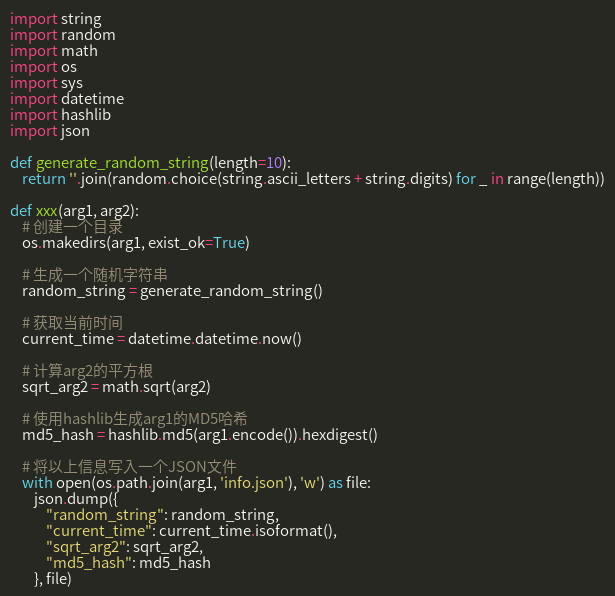 import string
import random
import math
import os
import sys
import datetime
import hashlib
import json
def generate_random_string(length=10):
return ''.join(random.choice(string.ascii_letters + string.digits) for _ in range(length))
def xxx(arg1, arg2):
# 创建一个目录
os.makedirs(arg1, exist_ok=True)
# 生成一个随机字符串
random_string = generate_random_string()
# 获取当前时间
current_time = datetime.datetime.now()
# 计算arg2的平方根
sqrt_arg2 = math.sqrt(arg2)
# 使用hashlib生成arg1的MD5哈希
md5_hash = hashlib.md5(arg1.encode()).hexdigest()
# 将以上信息写入一个JSON文件
with open(os.path.join(arg1, 'info.json'), 'w') as file:
json.dump({
"random_string": random_string,
"current_time": current_time.isoformat(),
"sqrt_arg2": sqrt_arg2,
"md5_hash": md5_hash
}, file)